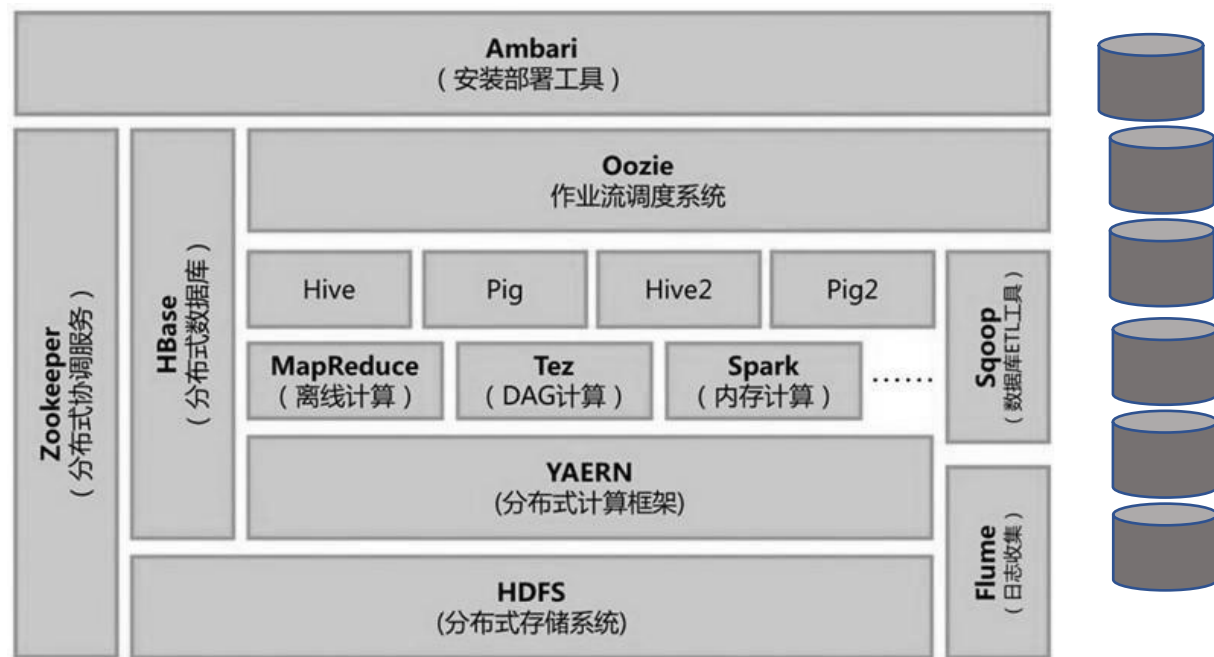 Ambari
（安装部署工具）
Zookeeper
（分布式协调服务）
HBase
（分布式数据库）
Oozie
作业流调度系统
Hive
Pig
Hive2
Pig2
MapReduce
（离线计算）
Tez
（DAG计算）
Spark
（内存计算）
......
Sqoop
（数据库ETL工具）
YAERN
(分布式计算框架)
Flume
（日志收集）
HDFS
(分布式存储系统)